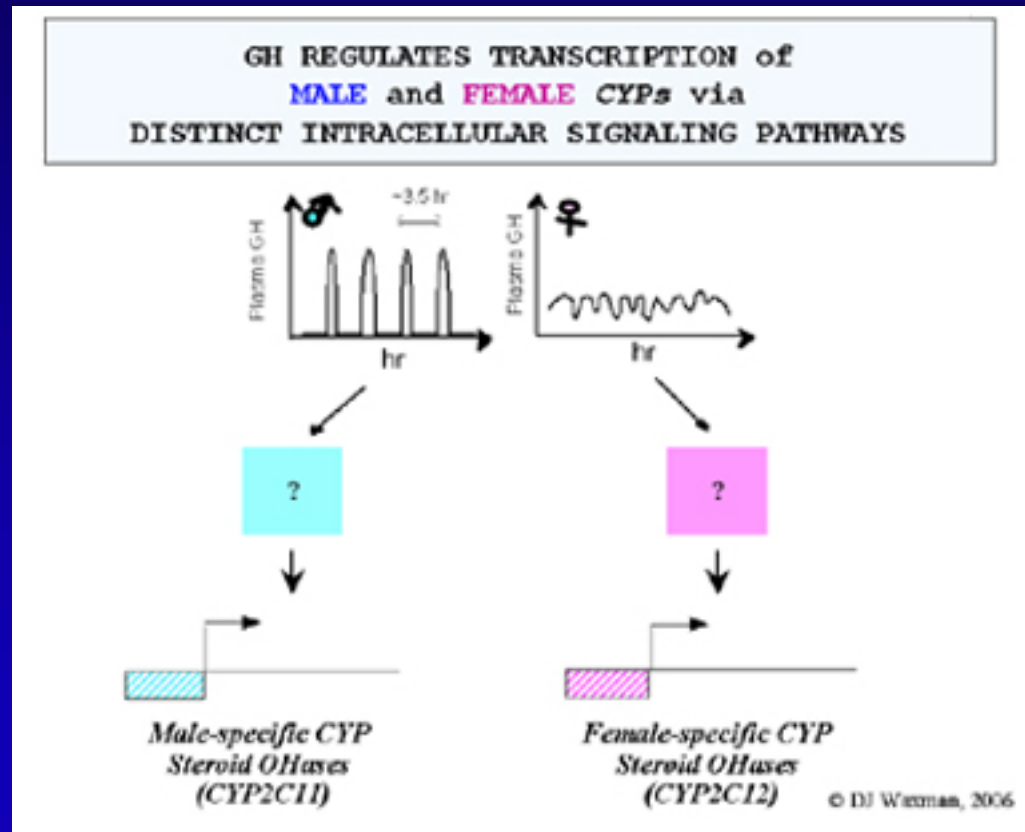 GH REGULATES TRANSCRIPTION of
MALE and FEMALE CYPs via
DISTINCT INTRACELLULAR SIGNALING PATHWAYS
~3.5 hr
Plasma GH
hr
Plasma GH
hr
?
?
Male-specific CYP
Steroid OHases
(CYP2C11)
Female-specific CYP
Steroid OHases
(CYP2C12)
© DJ Waxman, 2006